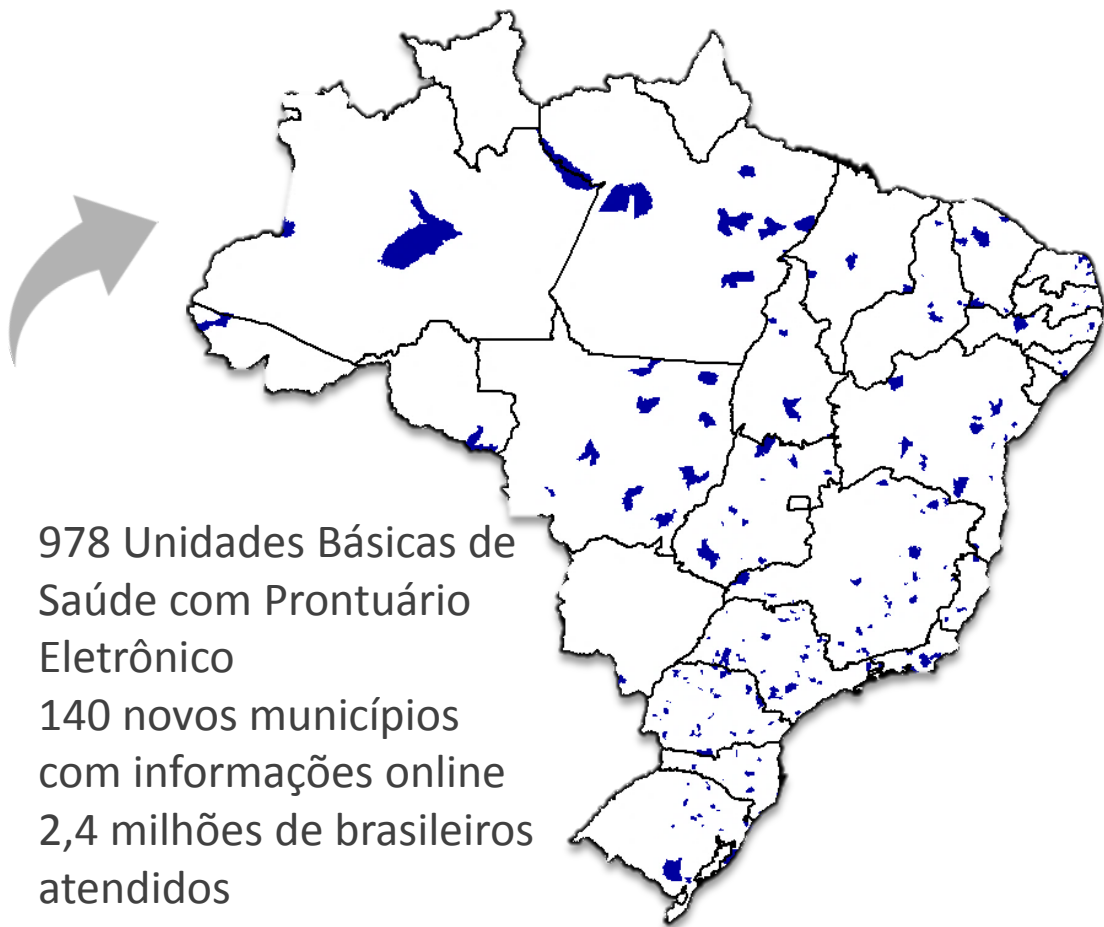 978 Unidades Básicas de
Saúde com Prontuário
Eletrônico
140 novos municípios
com informações online
2,4 milhões de brasileiros
atendidos